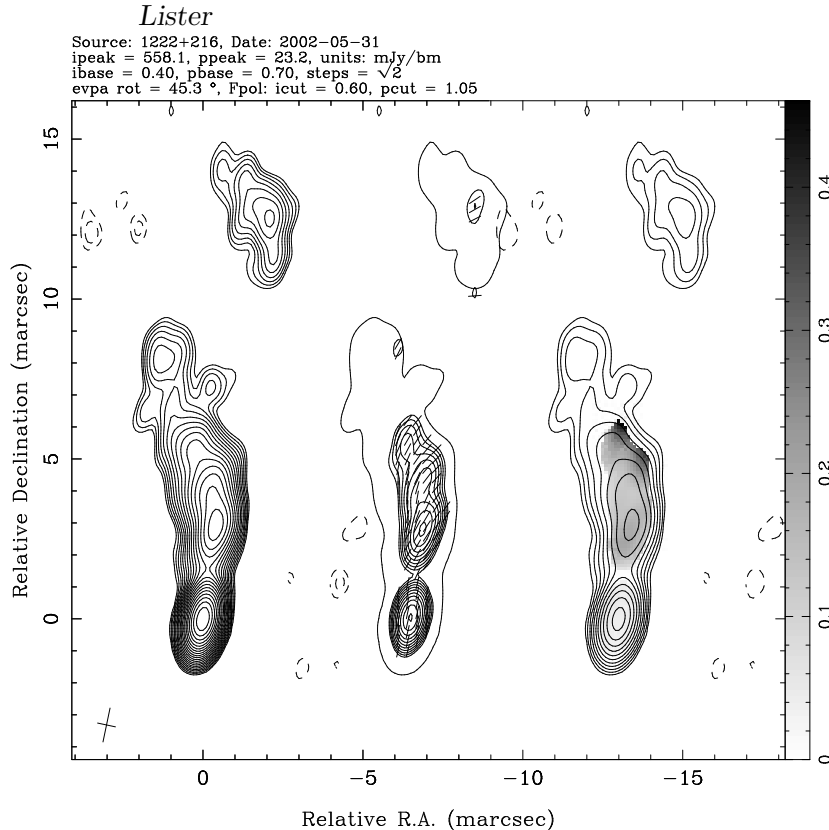 Lister
Source: 1222+216, Date: 2002−05−31
ipeak = 558.1, ppeak = 23.2, units: mJy/bm
ibase = 0.40, pbase = 0.70, steps = √2
evpa rot = 45.3 °, Fpol: icut = 0.60, pcut = 1.05
15
10
5
0
Relative Declination (marcsec)
0 −5 −10 −15
Relative R.A. (marcsec)
0.4
0.3
0.2
0.1
0